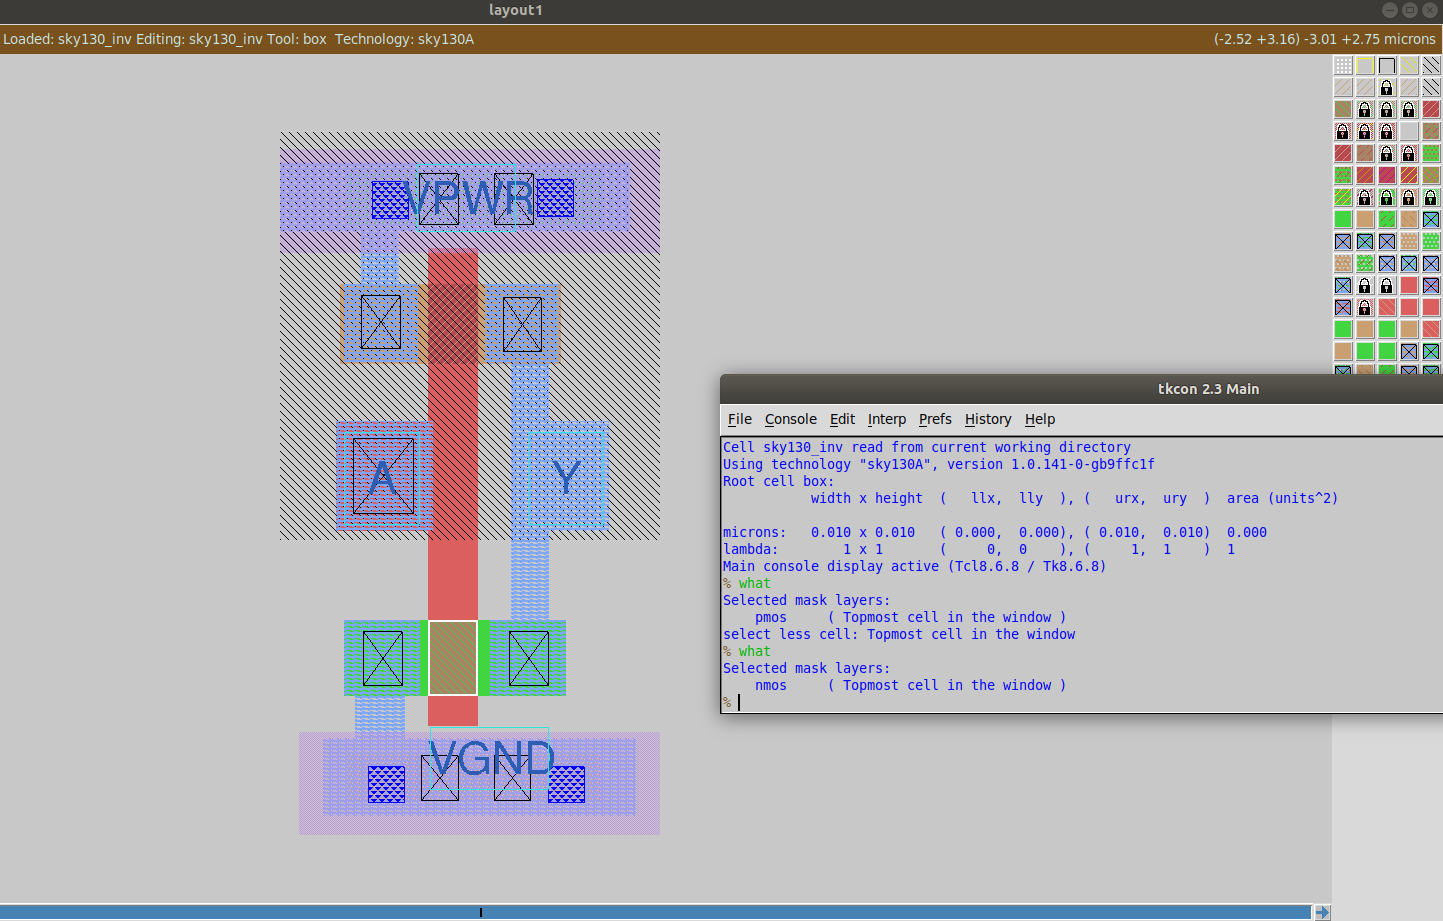 layout1
Loaded: sky130_inv Editing: sky130_inv Tool: box  Technology: sky130A
(-2.52 +3.16) -3.01 +2.75 microns
VPWR
A
Y
VGND
tkcon 2.3 Main
File Console Edit Interp Prefs History Help
Cell sky130_inv read from current working directory
Using technology "sky130A", version 1.0.141-0-gb9ffc1f
Root cell box:
           width x height  (   llx,  lly  ), (   urx,  ury  )  area (units^2)
microns:   0.010 x 0.010   ( 0.000,  0.000), ( 0.010,  0.010)  0.000
lambda:        1 x 1       (     0,  0    ), (     1,  1    )  1
Main console display active (Tcl8.6.8 / Tk8.6.8)
% what
Selected mask layers:
    pmos     ( Topmost cell in the window )
select less cell: Topmost cell in the window
% what
Selected mask layers:
    nmos     ( Topmost cell in the window )
%